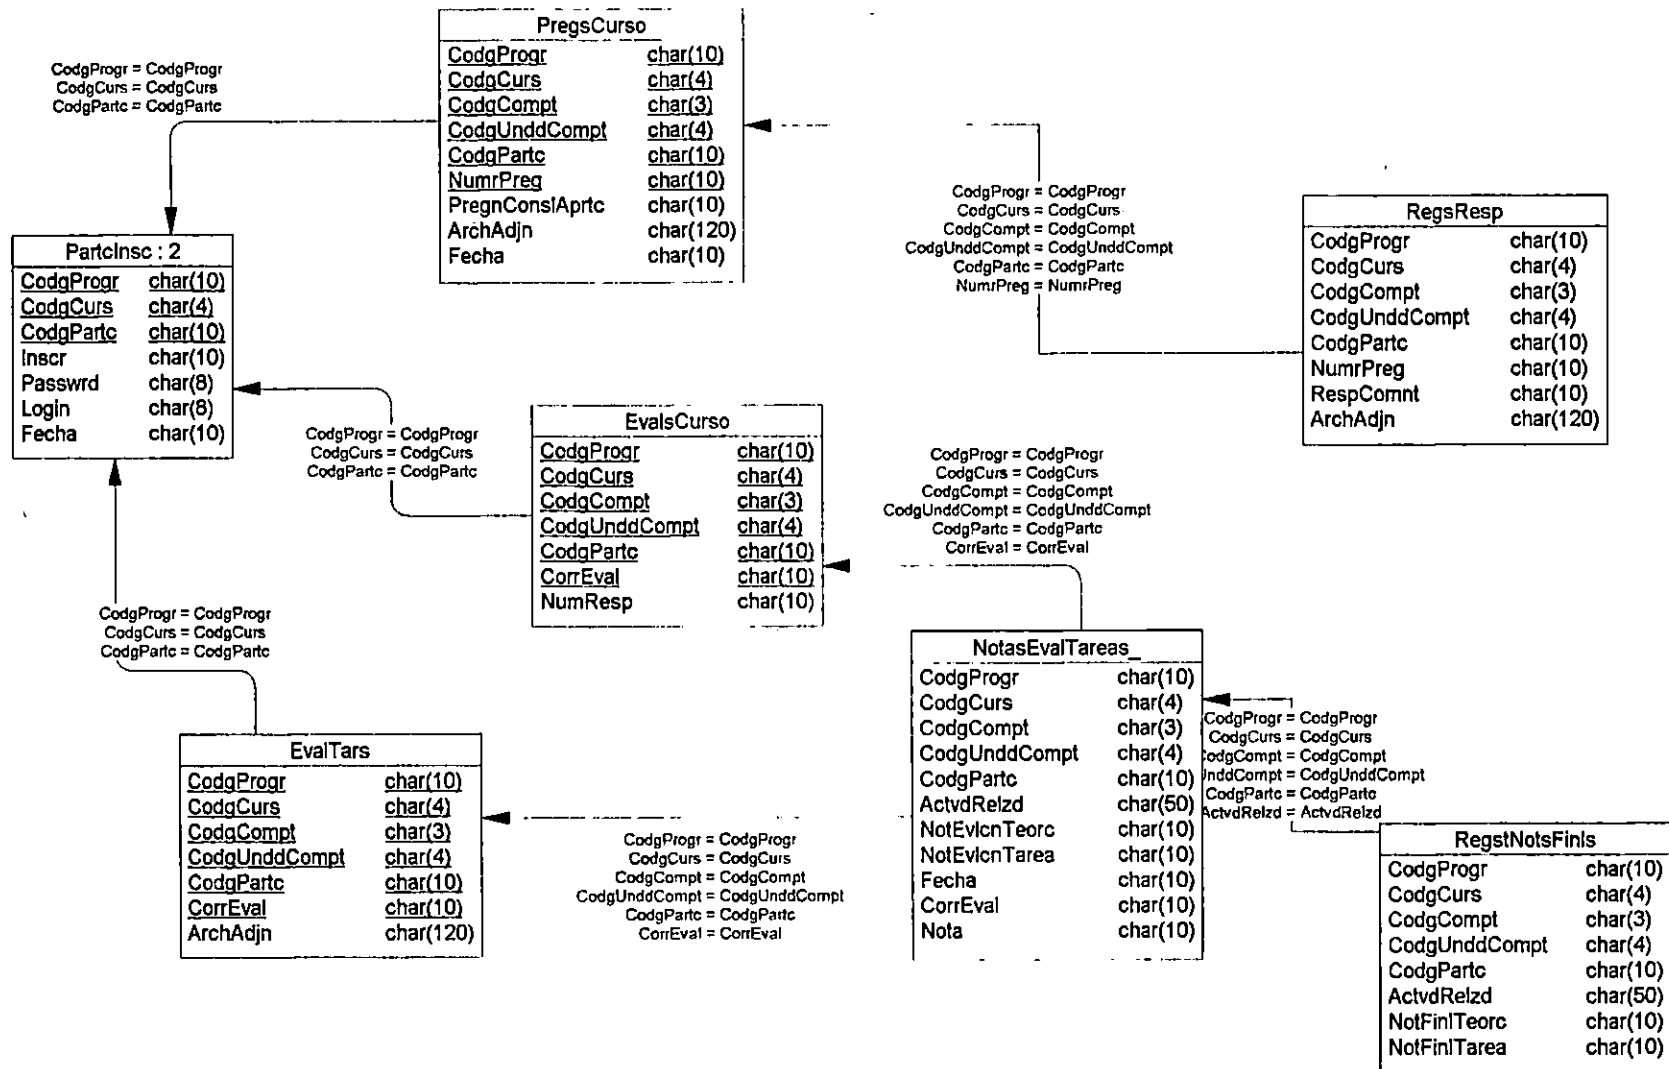 PregsCurso
CodgProgr char(10)
CodgCurs char(4)
CodgCompt char(3)
CodgUnddCompt char(4)
CodgPartc char(10)
NumrPreg char(10)
PregnConslAprtc char(10)
ArchAdjn char(120)
Fecha char(10)
CodgProgr = CodgProgr
CodgCurs = CodgCurs
CodgPartc = CodgPartc
PartcInsc : 2
CodgProgr char(10)
CodgCurs char(4)
CodgPartc char(10)
Inscr char(10)
Passwrd char(8)
Login char(8)
Fecha char(10)
CodgProgr = CodgProgr
CodgCurs = CodgCurs
CodgCompt = CodgCompt
CodgUnddCompt = CodgUnddCompt
CodgPartc = CodgPartc
NumrPreg = NumrPreg
RegsResp
CodgProgr char(10)
CodgCurs char(4)
CodgCompt char(3)
CodgUnddCompt char(4)
CodgPartc char(10)
NumrPreg char(10)
RespComnt char(10)
ArchAdjn char(120)
CodgProgr = CodgProgr
CodgCurs = CodgCurs
CodgPartc = CodgPartc
EvalsCurso
CodgProgr char(10)
CodgCurs char(4)
CodgCompt char(3)
CodgUnddCompt char(4)
CodgPartc char(10)
CorrEval char(10)
NumResp char(10)
CodgProgr = CodgProgr
CodgCurs = CodgCurs
CodgCompt = CodgCompt
CodgUnddCompt = CodgUnddCompt
CodgPartc = CodgPartc
CorrEval = CorrEval
CodgProgr = CodgProgr
CodgCurs = CodgCurs
CodgPartc = CodgPartc
EvalTars
CodgProgr char(10)
CodgCurs char(4)
CodgCompt char(3)
CodgUnddCompt char(4)
CodgPartc char(10)
CorrEval char(10)
ArchAdjn char(120)
CodgProgr = CodgProgr
CodgCurs = CodgCurs
CodgCompt = CodgCompt
CodgUnddCompt = CodgUnddCompt
CodgPartc = CodgPartc
CorrEval = CorrEval
NotasEvalTareas_
CodgProgr char(10)
CodgCurs char(4)
CodgCompt char(3)
CodgUnddCompt char(4)
CodgPartc char(10)
ActvdRelzd char(50)
NotEvlcnTeorc char(10)
NotEvlcnTarea char(10)
Fecha char(10)
CorrEval char(10)
Nota char(10)
CodgProgr = CodgProgr
CodgCurs = CodgCurs
CodgCompt = CodgCompt
UnddCompt = CodgUnddCompt
CodgPartc = CodgPartc
ActvdRelzd = ActvdRelzd
RegstNotsFinls
CodgProgr char(10)
CodgCurs char(4)
CodgCompt char(3)
CodgUnddCompt char(4)
CodgPartc char(10)
ActvdRelzd char(50)
NotFinlTeorc char(10)
NotFinlTarea char(10)